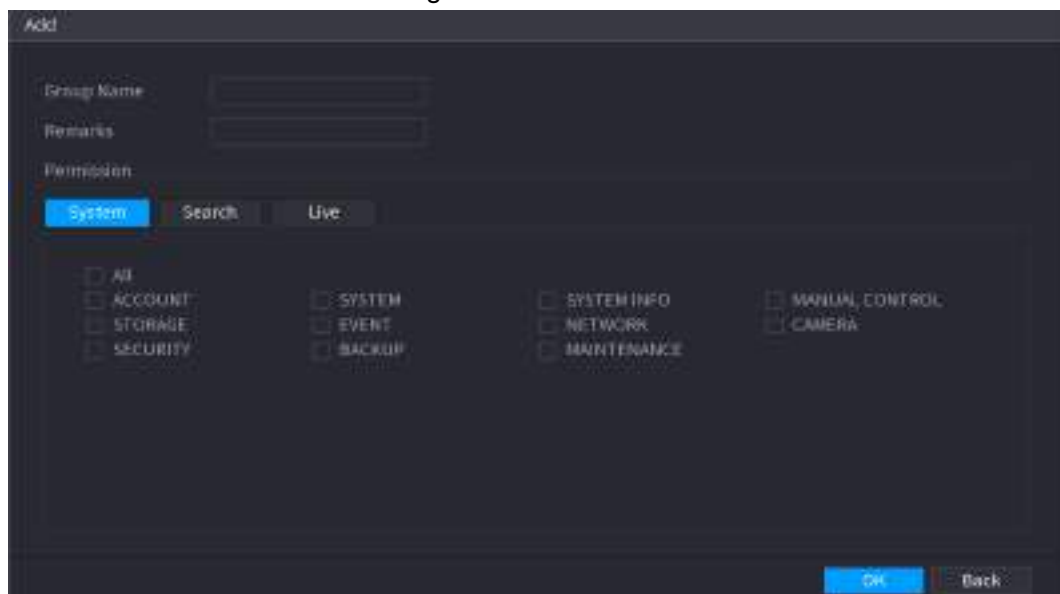 Add
Group Name
Remarks
Permission
System Search Live
All
ACCOUNT SYSTEM SYSTEM INFO MANUAL CONTROL
STORAGE EVENT NETWORK CAMERA
SECURITY BACKUP MAINTENANCE
OK Back